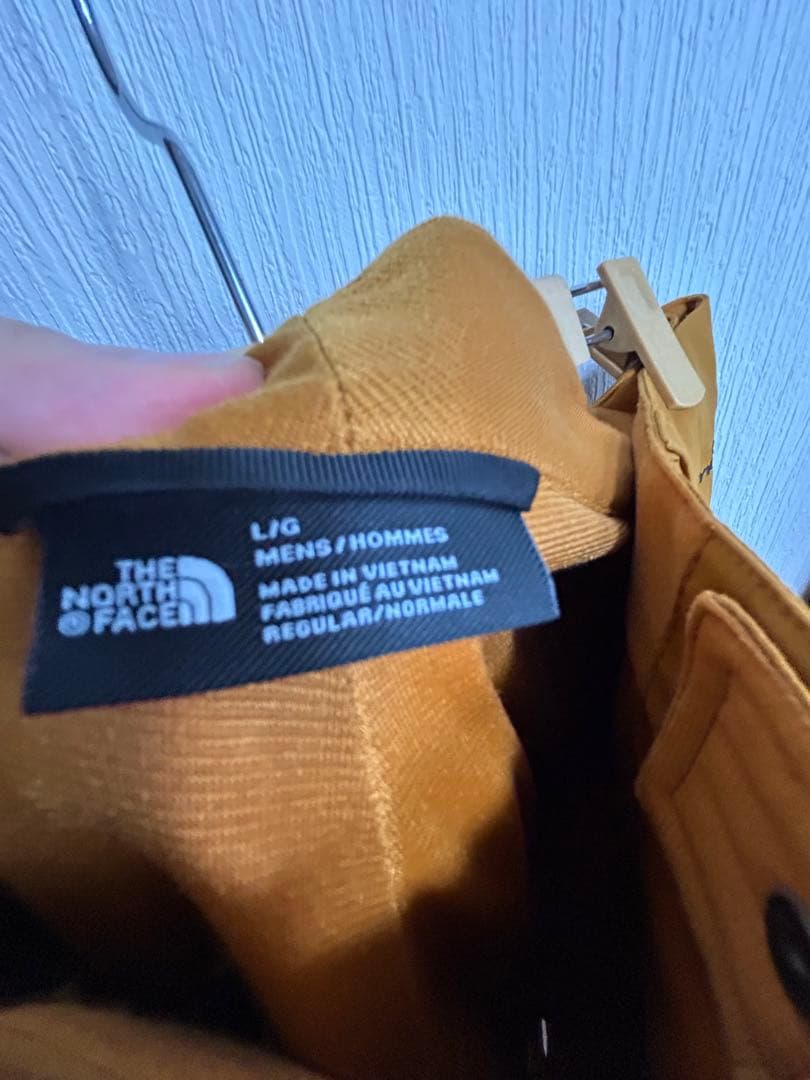 THE
NORTH
FACE
L/G
MENS/HOMMES
MADE IN VIETNAM
FABRIQUÉ AU VIETNAM
REGULAR/NORMALE